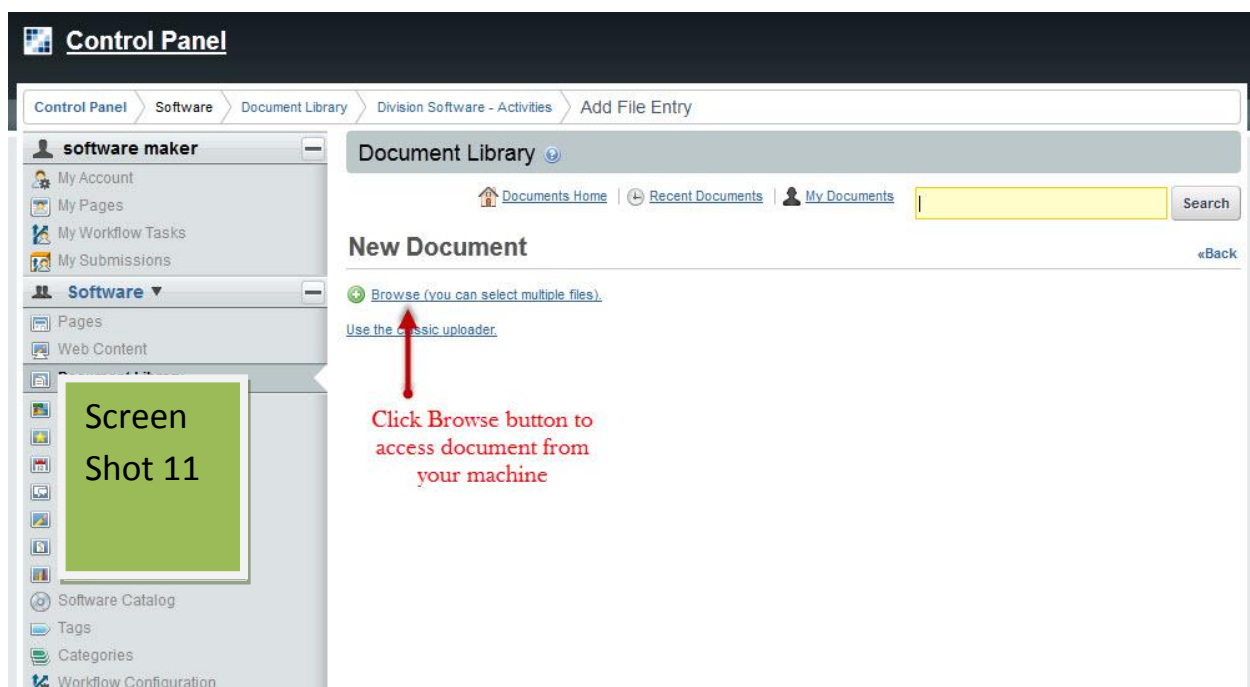 Control Panel
Control Panel Software Document Library Division Software - Activities Add File Entry
software maker
My Account
My Pages
My Workflow Tasks
My Submissions
Software ▼
Pages
Web Content
Document Library
Screen
Shot 11
Software Catalog
Tags
Categories
Workflow Configuration
Document Library
Documents Home | Recent Documents | My Documents
Search
New Document
«Back
Browse (you can select multiple files).
Use the classic uploader.
Click Browse button to
access document from
your machine